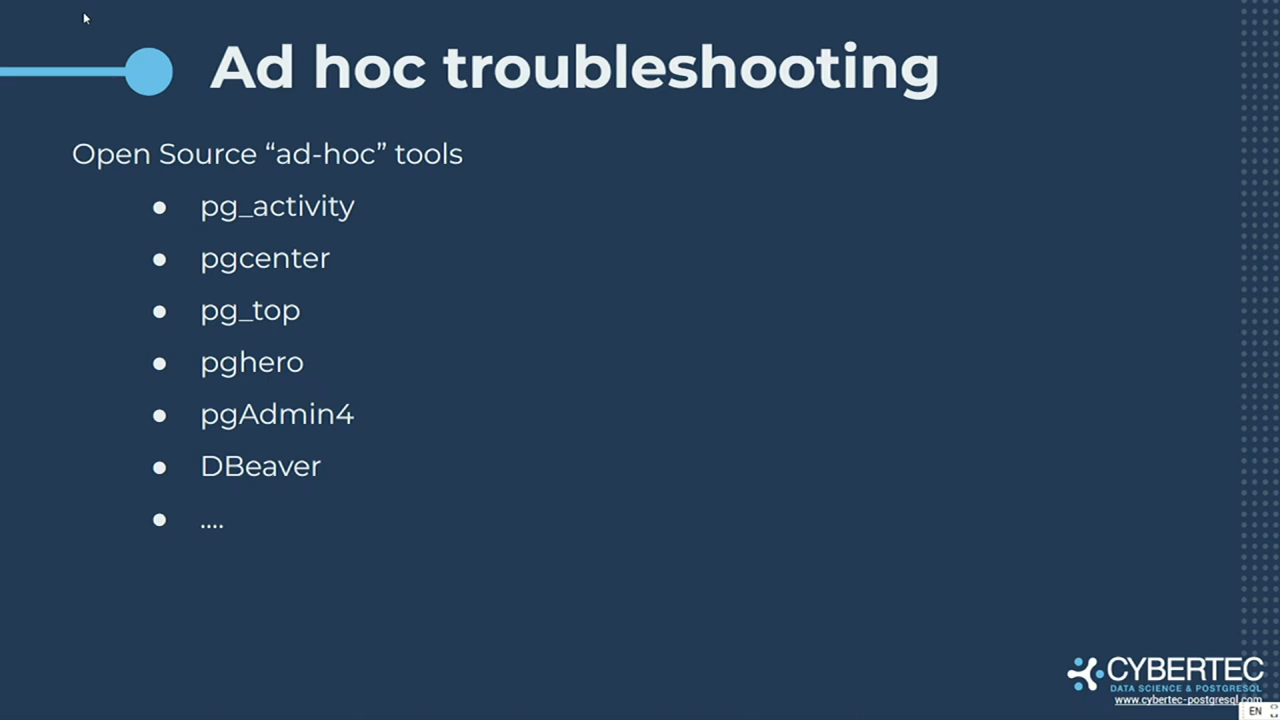 Ad hoc troubleshooting
Open Source “ad-hoc” tools
● pg_activity
● pgcenter
● pg_top
● pghero
● pgAdmin4
● DBeaver
● ....
CYBERTEC
DATA SCIENCE & POSTGRESQL
www.cybertec-postgresql.com
EN